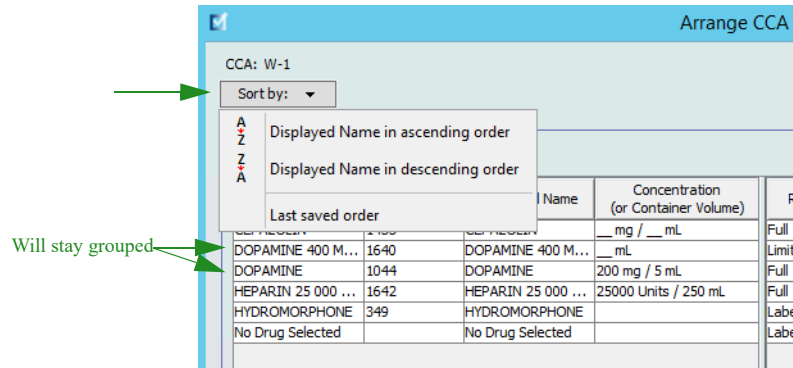 Arrange CCA
CCA: W-1
Sort by:
A Z Displayed Name in ascending order
Z A Displayed Name in descending order
Last saved order
Name Concentration (or Container Volume)
__ mg / __ mL Full
Will stay grouped
DOPAMINE 400 M... 1640 DOPAMINE 400 M... __ mL Limit
DOPAMINE 1044 DOPAMINE 200 mg / 5 mL Full
HEPARIN 25 000 ... 1642 HEPARIN 25 000 ... 25000 Units / 250 mL Full
HYDROMORPHONE 349 HYDROMORPHONE Labe
No Drug Selected No Drug Selected Labe